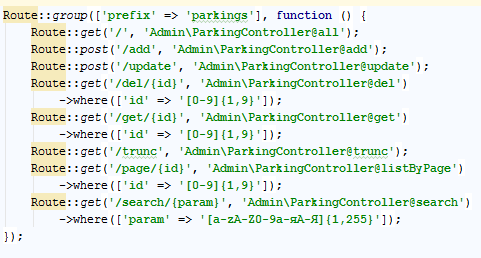 Route::group(['prefix' => 'parkings'], function () {
Route::get('/', 'Admin\ParkingController@all');
Route::post('/add', 'Admin\ParkingController@add');
Route::post('/update', 'Admin\ParkingController@update');
Route::get('/del/{id}', 'Admin\ParkingController@del')
->where(['id' => '[0-9]{1,9}']);
Route::get('/get/{id}', 'Admin\ParkingController@get')
->where(['id' => '[0-9]{1,9}']);
Route::get('/trunc', 'Admin\ParkingController@trunc');
Route::get('/page/{id}', 'Admin\ParkingController@listByPage')
->where(['id' => '[0-9]{1,9}']);
Route::get('/search/{param}', 'Admin\ParkingController@search')
->where(['param' => '[a-zA-Z0-9а-яА-Я]{1,255}']);
});